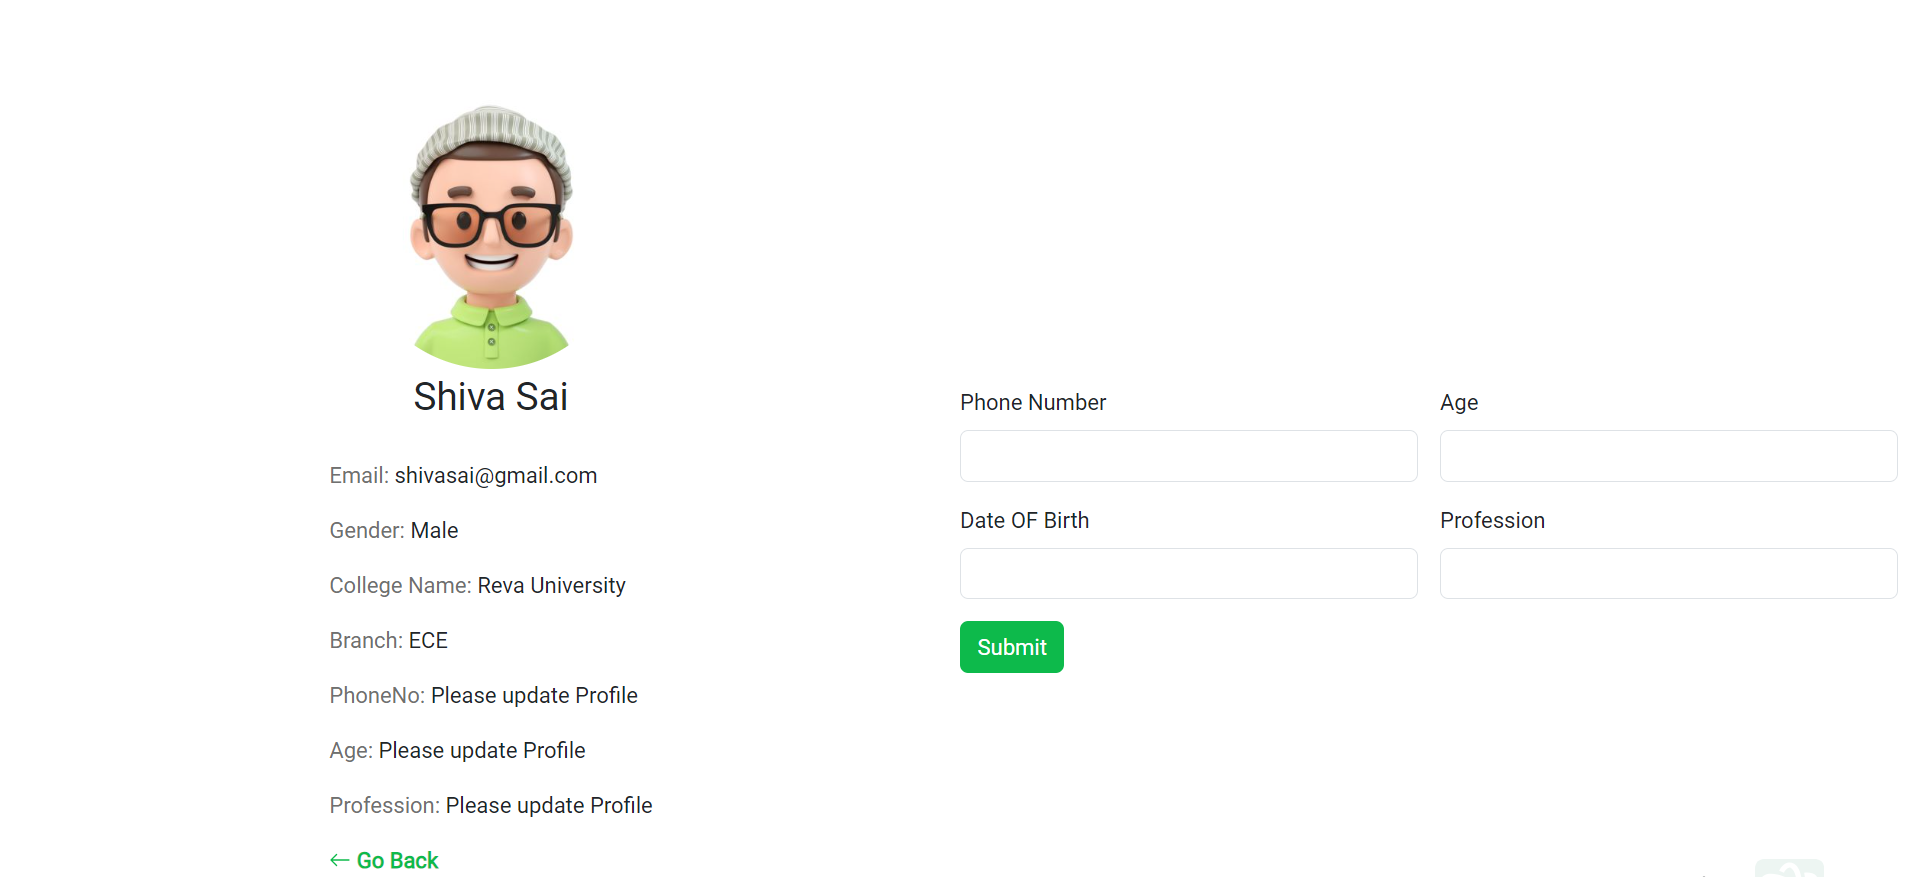 Shiva Sai
Email: shivasai@gmail.com
Gender: Male
College Name: Reva University
Branch: ECE
PhoneNo: Please update Profile
Age: Please update Profile
Profession: Please update Profile
← Go Back
Phone Number
Age
Date OF Birth
Profession
Submit